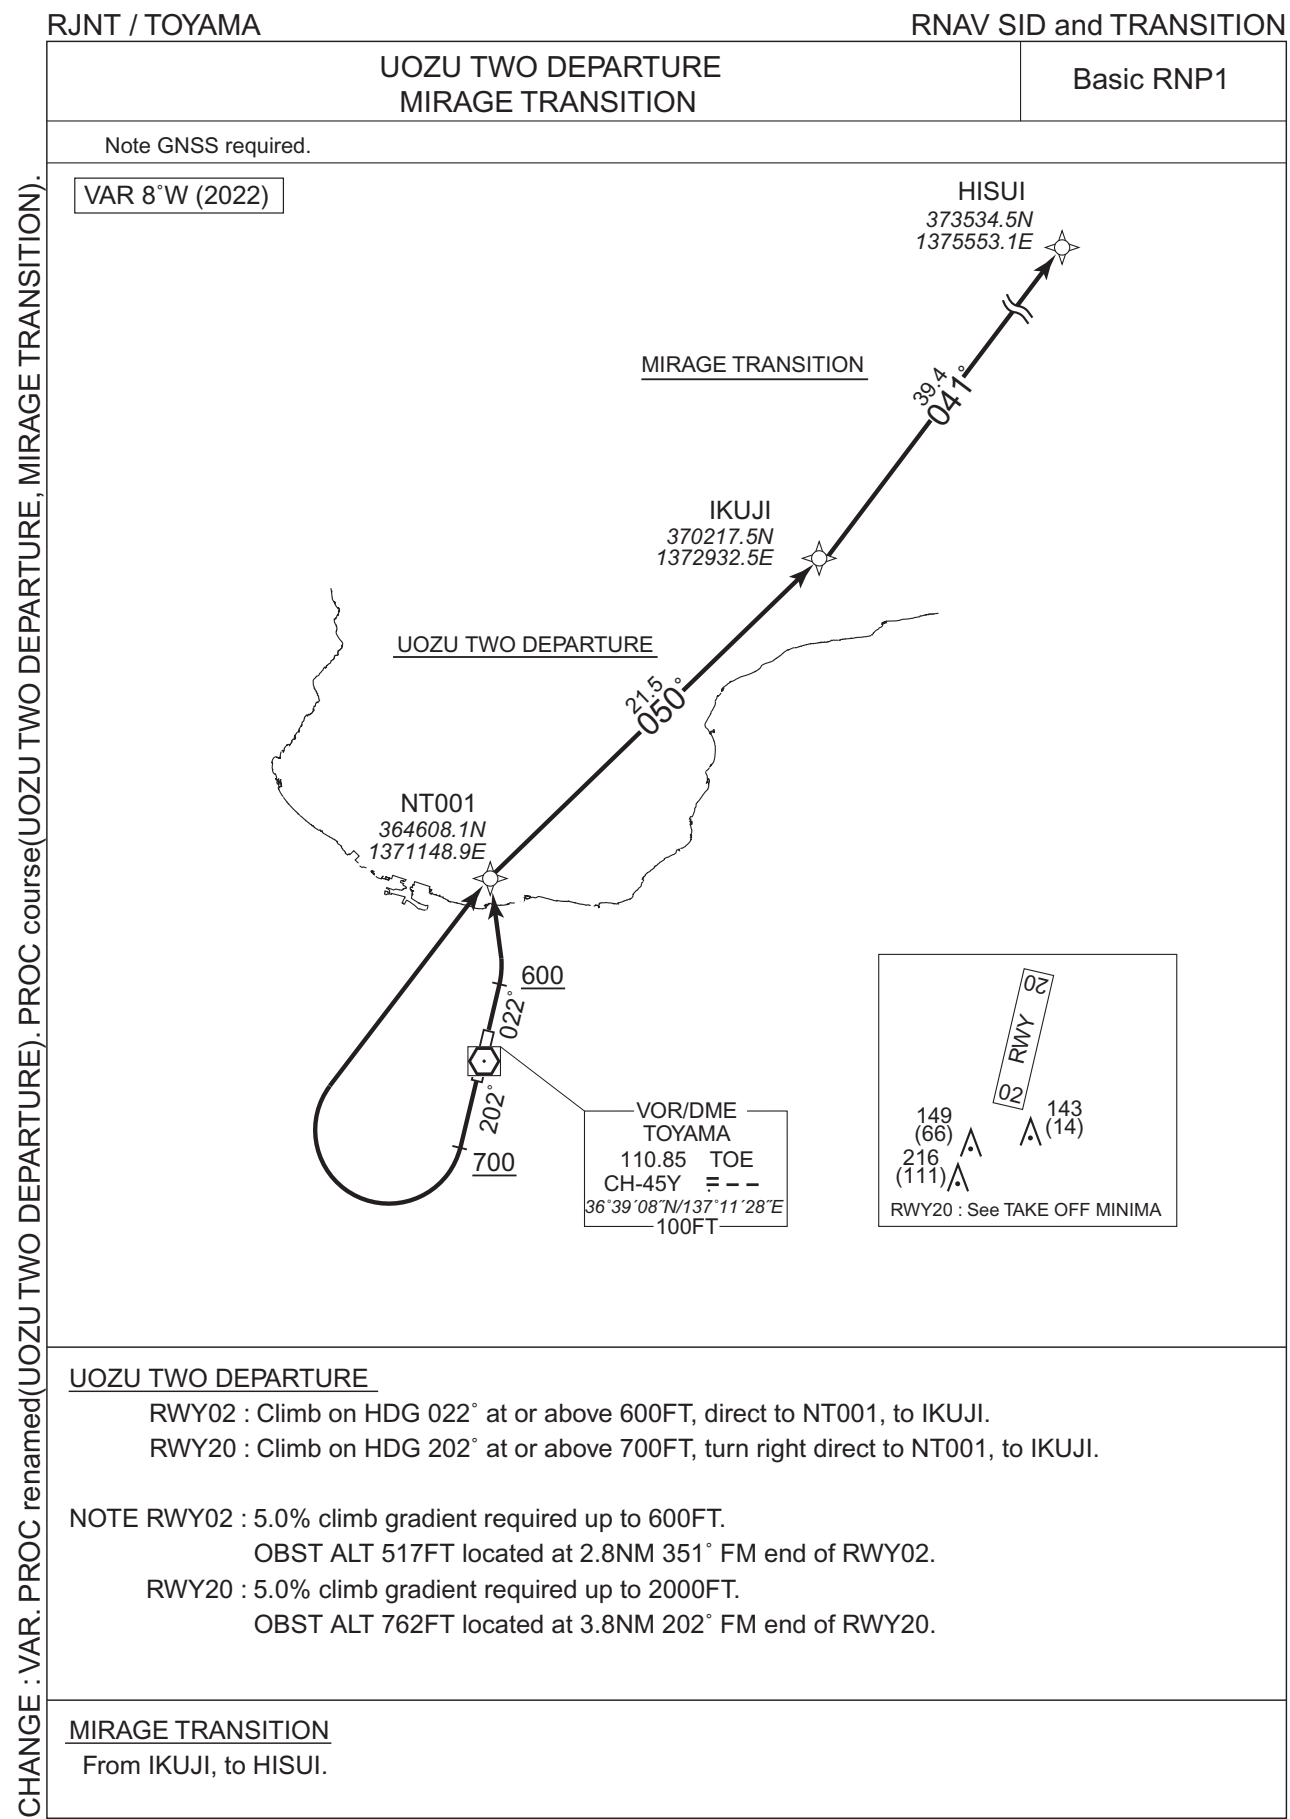 RJNT / TOYAMA
RNAV SID and TRANSITION
UOZU TWO DEPARTURE
MIRAGE TRANSITION
Basic RNP1
Note GNSS required.
VAR 8˚W (2022)
HISUI
373534.5N
1375553.1E
MIRAGE TRANSITION
39.4
041˚
IKUJI
370217.5N
1372932.5E
UOZU TWO DEPARTURE
21.5
050˚
NT001
364608.1N
1371148.9E
600
022˚
202˚
700
VOR/DME
TOYAMA
110.85 TOE
CH-45Y
36˚39´08˝N/137˚11´28˝E
100FT
20
RWY
02
149
(66)
143
(14)
216
(111)
RWY20 : See TAKE OFF MINIMA
UOZU TWO DEPARTURE
RWY02 : Climb on HDG 022˚ at or above 600FT, direct to NT001, to IKUJI.
RWY20 : Climb on HDG 202˚ at or above 700FT, turn right direct to NT001, to IKUJI.
NOTE RWY02 : 5.0% climb gradient required up to 600FT.
OBST ALT 517FT located at 2.8NM 351˚ FM end of RWY02.
RWY20 : 5.0% climb gradient required up to 2000FT.
OBST ALT 762FT located at 3.8NM 202˚ FM end of RWY20.
MIRAGE TRANSITION
From IKUJI, to HISUI.
CHANGE : VAR. PROC renamed(UOZU TWO DEPARTURE). PROC course(UOZU TWO DEPARTURE, MIRAGE TRANSITION).